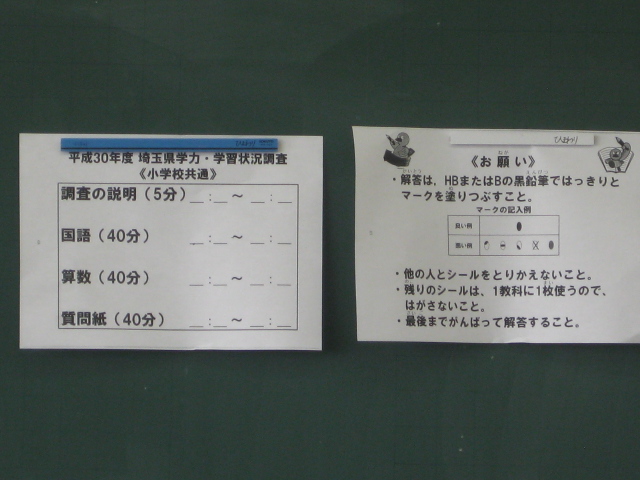 平成30年度 埼玉県学力・学習状況調査
《小学校共通》
調査の説明（5分） __:__～__:__
国語（40分） __:__～__:__
算数（40分） __:__～__:__
質問紙（40分） __:__～__:__
ひまわり
《お願い》
・解答は、HBまたはBの黒鉛筆ではっきりと
マークを塗りつぶすこと。
マークの記入例
良い例
悪い例
・他の人とシールをとりかえないこと。
・残りのシールは、1教科に1枚使うので、
はがさないこと。
・最後までがんばって解答すること。